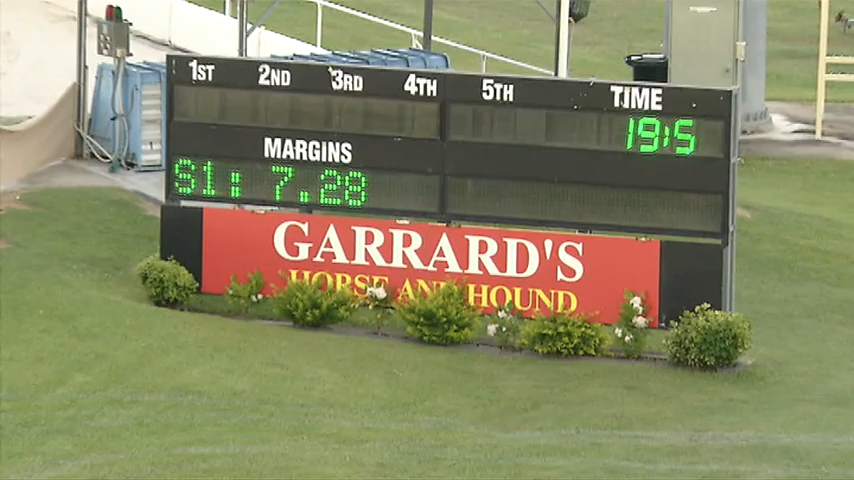 1ST 2ND 3RD 4TH 5TH TIME
19:5
MARGINS
S1: 7.28
GARRARD'S
HORSE AND HOUND